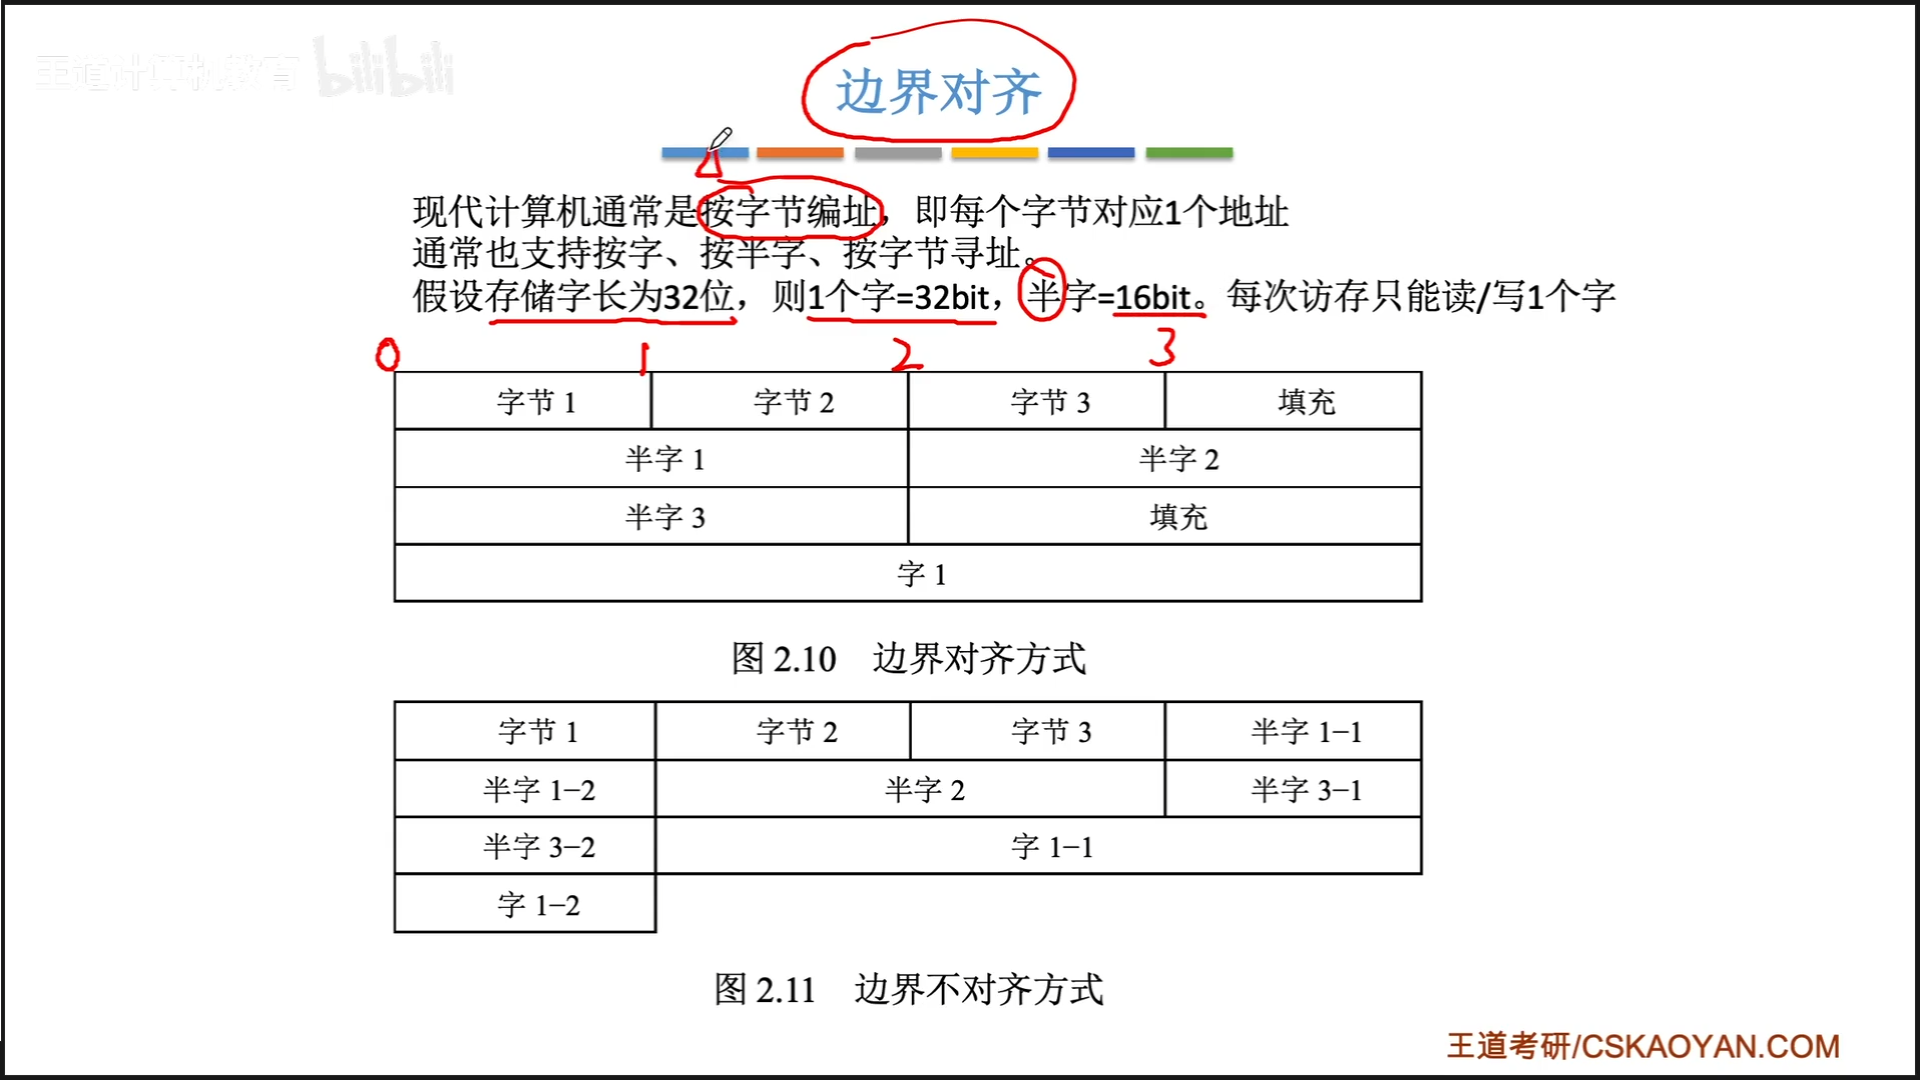 王道计算机教育 bilibili
边界对齐
现代计算机通常是按字节编址，即每个字节对应1个地址
通常也支持按字、按半字、按字节寻址。
假设存储字长为32位，则1个字=32bit，半字=16bit。每次访存只能读/写1个字
0 1 2 3
字节 1 字节 2 字节 3 填充
半字 1 半字 2
半字 3 填充
字 1
图 2.10 边界对齐方式
字节 1 字节 2 字节 3 半字 1−1
半字 1−2 半字 2 半字 3−1
半字 3−2 字 1−1
字 1−2
图 2.11 边界不对齐方式
王道考研/CSKAOYAN.COM